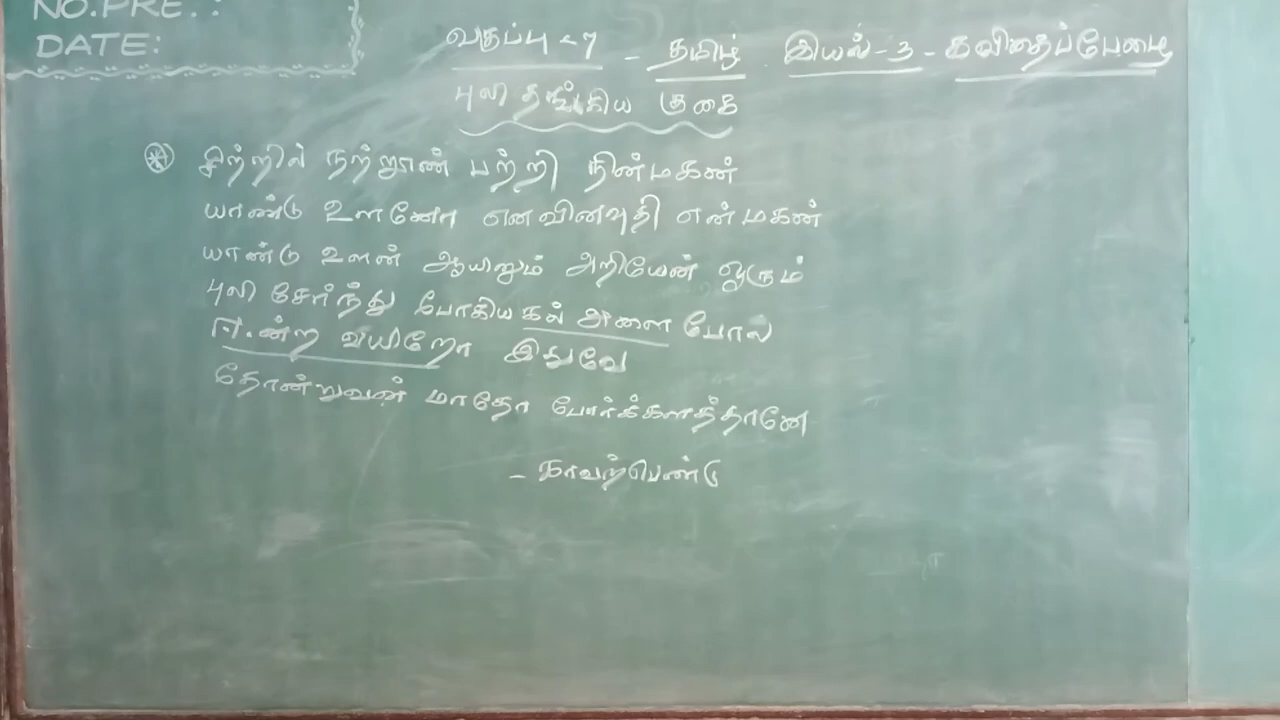 NO.PRE.:
DATE:
வகுப்பு - 7 - தமிழ் இயல் - 3 - கவிதைப்பேழை
புலி தங்கிய குகை
சிற்றில் நற்றூண் பற்றி நின்மகன்
யாண்டு உளனோ எனவினவுதி என்மகன்
யாண்டு உளன் ஆயினும் அறியேன் ஓரும்
புலி சேர்ந்து போகிய கல் அளை போல
ஈன்ற வயிறோ இதுவே
தோன்றுவன் மாதோ போர்க்களத்தானே
- காவற்பெண்டு